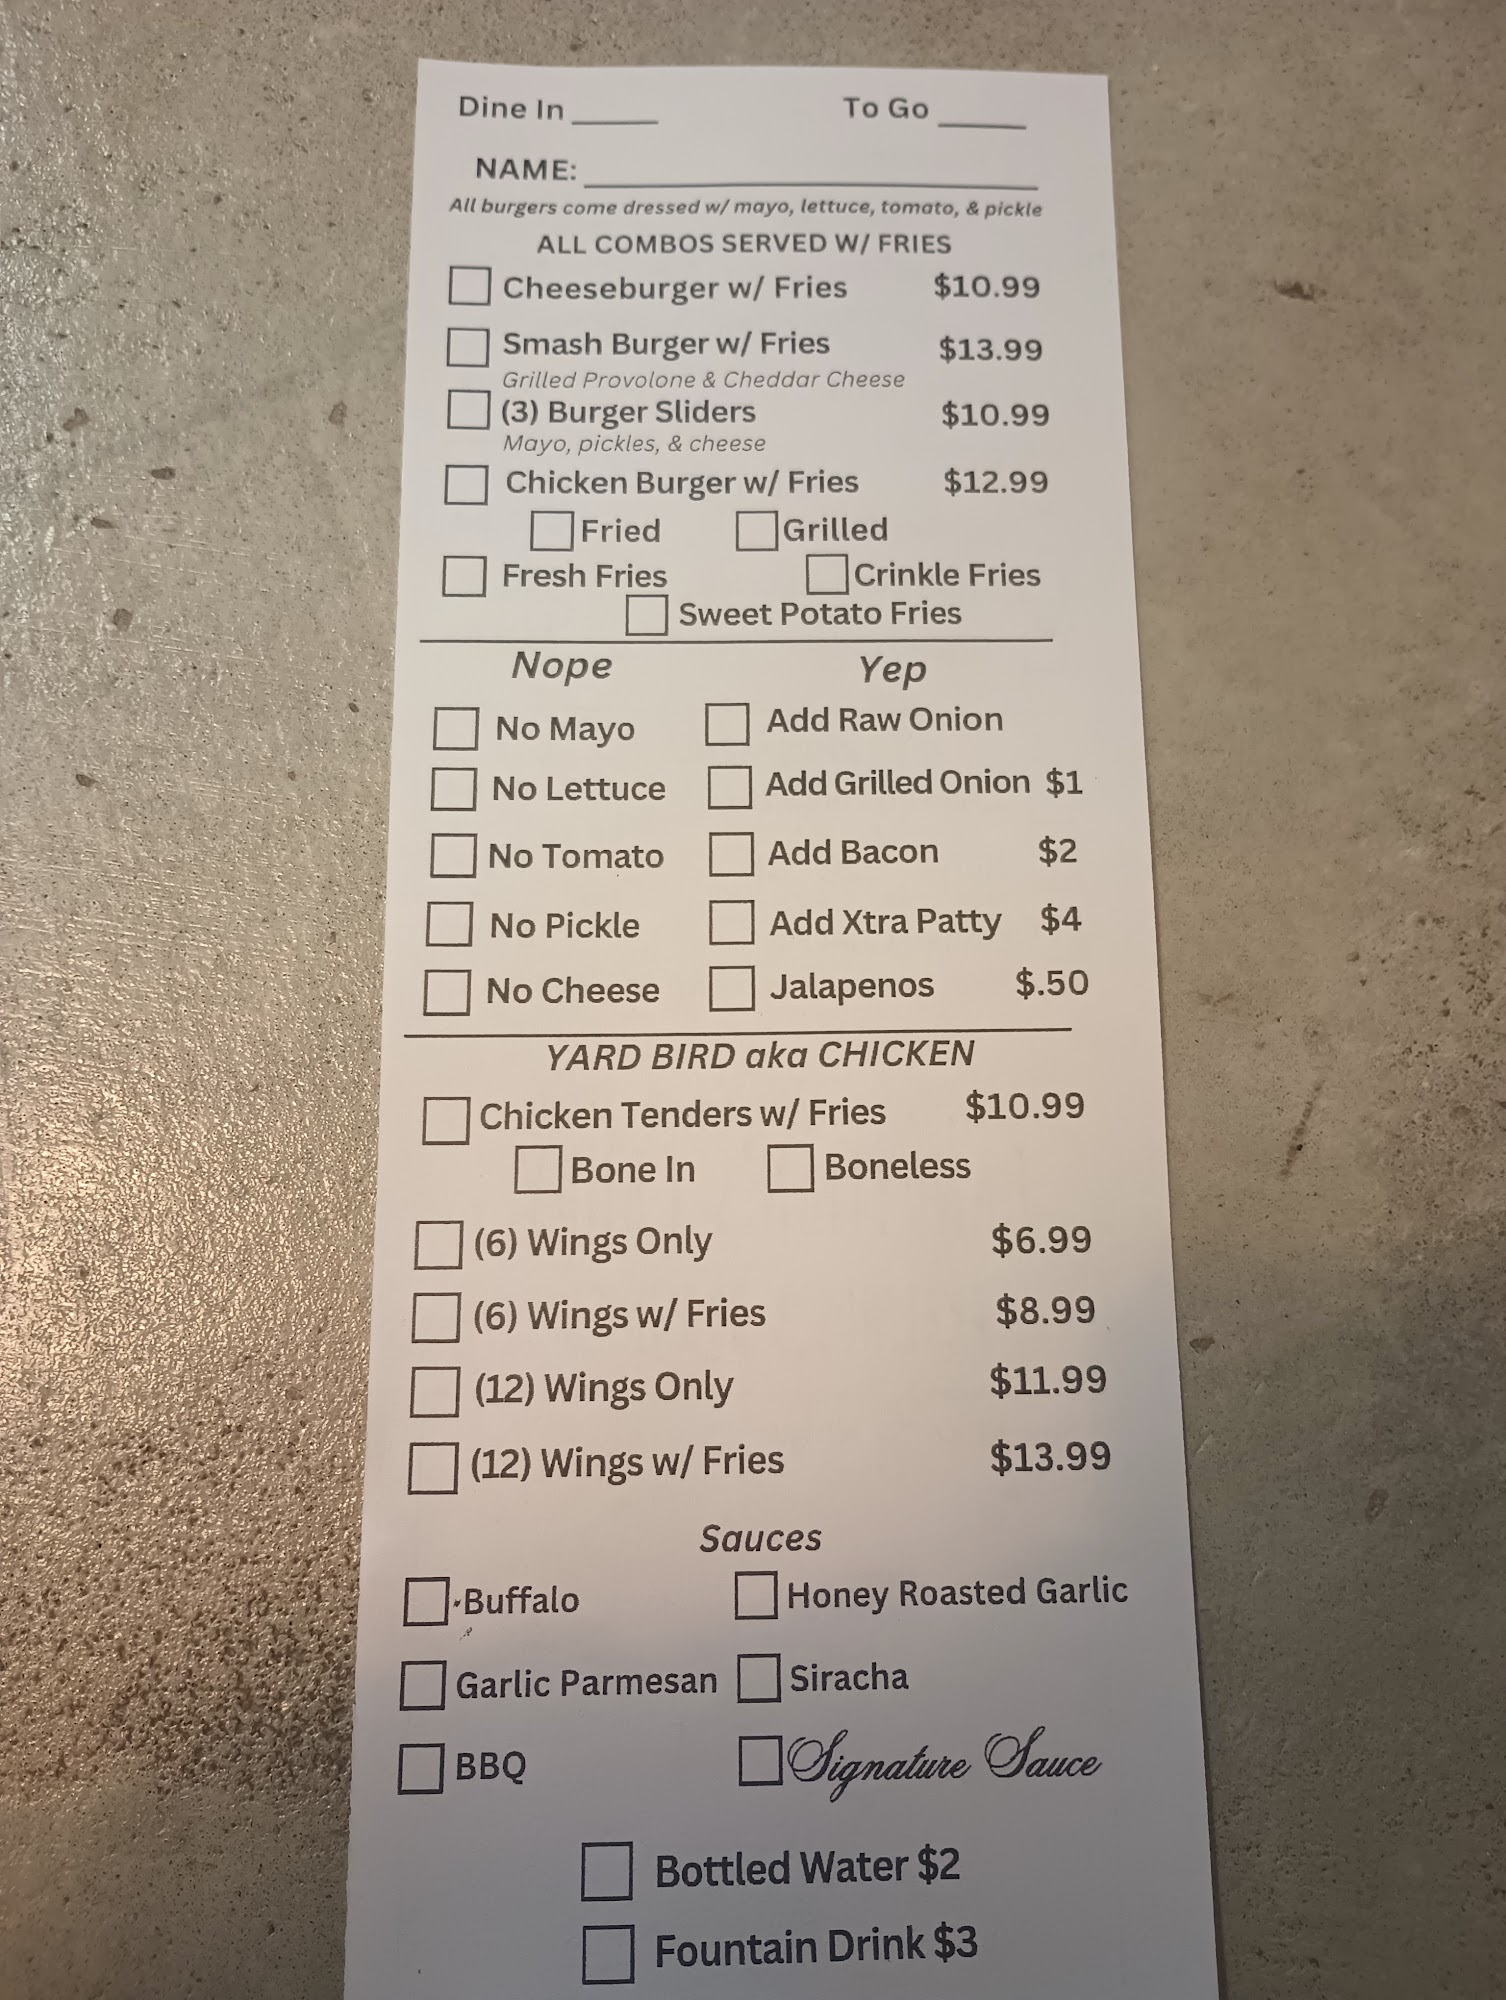 Dine In _____ To Go _____
NAME: _____
All burgers come dressed w/ mayo, lettuce, tomato, & pickle
ALL COMBOS SERVED W/ FRIES
Cheeseburger w/ Fries $10.99
Smash Burger w/ Fries $13.99
Grilled Provolone & Cheddar Cheese
(3) Burger Sliders $10.99
Mayo, pickles, & cheese
Chicken Burger w/ Fries $12.99
Fried Grilled
Fresh Fries Crinkle Fries
Sweet Potato Fries
Nope Yep
No Mayo Add Raw Onion
No Lettuce Add Grilled Onion $1
No Tomato Add Bacon $2
No Pickle Add Xtra Patty $4
No Cheese Jalapenos $.50
YARD BIRD aka CHICKEN
Chicken Tenders w/ Fries $10.99
Bone In Boneless
(6) Wings Only $6.99
(6) Wings w/ Fries $8.99
(12) Wings Only $11.99
(12) Wings w/ Fries $13.99
Sauces
Buffalo Honey Roasted Garlic
Garlic Parmesan Siracha
BBQ Signature Sauce
Bottled Water $2
Fountain Drink $3